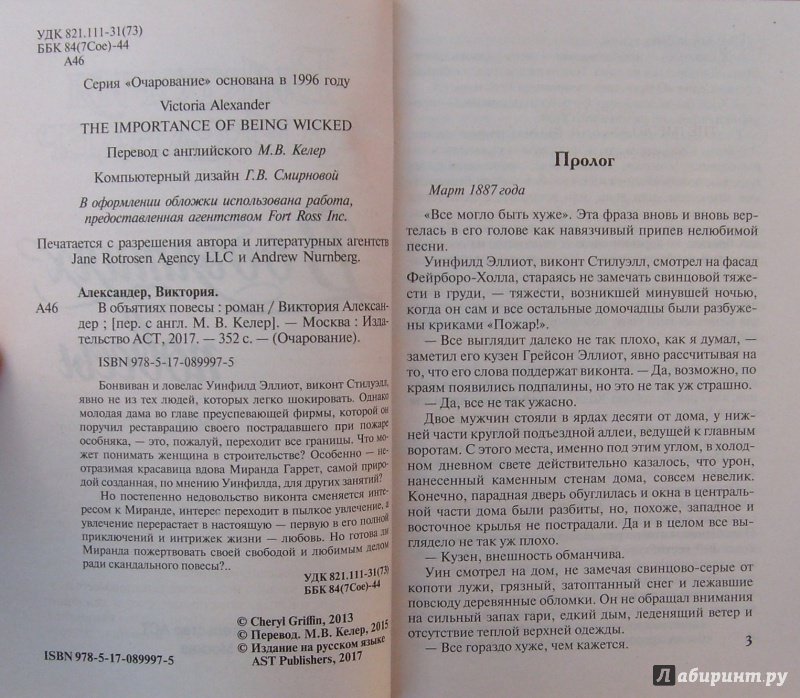 УДК 821.111-31(73)
ББК 84(7Сое)-44
А46
Серия «Очарование» основана в 1996 году
Victoria Alexander
THE IMPORTANCE OF BEING WICKED
Перевод с английского М.В. Келер
Компьютерный дизайн Г.В. Смирновой
В оформлении обложки использована работа,
предоставленная агентством Fort Ross Inc.
Печатается с разрешения автора и литературных агентств
Jane Rotrosen Agency LLC и Andrew Nurnberg.
Александер, Виктория.
А46 В объятиях повесы : роман / Виктория Алексан-
дер ; [пер. с англ. М. В. Келер]. — Москва : Изда-
тельство АСТ, 2017. — 352 с. — (Очарование).
ISBN 978-5-17-089997-5
Бонвиван и ловелас Уинфилд Эллиот, виконт Стилуэлл,
явно не из тех людей, которых легко шокировать. Однако
молодая дама во главе преуспевающей фирмы, которой он
поручил реставрацию своего пострадавшего при пожаре
особняка, — это, пожалуй, переходит все границы. Что мо-
жет понимать женщина в строительстве? Особенно — не-
отразимая красавица вдова Миранда Гаррет, самой приро-
дой созданная, по мнению Уинфилда, для других занятий?
Но постепенно недовольство виконта сменяется инте-
ресом к Миранде, интерес переходит в пылкое увлечение, а
увлечение перерастает в настоящую — первую в его полной
приключений и интрижек жизни — любовь. Но готова ли
Миранда пожертвовать своей свободой и любимым делом
ради скандального повесы?..
УДК 821.111-31(73)
ББК 84(7Сое)-44
© Cheryl Griffin, 2013
© Перевод. М.В. Келер, 2015
© Издание на русском языке
AST Publishers, 2017
ISBN 978-5-17-089997-5
Пролог
Март 1887 года
«Все могло быть хуже». Эта фраза вновь и вновь вер-
телась в его голове как навязчивый припев нелюбимой
песни.
Уинфилд Эллиот, виконт Стилуэлл, смотрел на фасад
Фейрборо-Холла, стараясь не замечать свинцовой тяжес-
ти в груди, — тяжести, возникшей минувшей ночью,
когда он сам и все остальные домочадцы были разбуже-
ны криками «Пожар!».
— Все выглядит далеко не так плохо, как я думал, —
заметил его кузен Грейсон Эллиот, явно рассчитывая на
то, что его слова поддержат виконта. — Да, возможно, по
краям появились подпалины, но это не так уж страшно.
— Да, все не так ужасно.
Двое мужчин стояли в ярдах десяти от дома, у ниж-
ней части круглой подъездной аллеи, ведущей к главным
воротам. С этого места, именно под этим углом, в холод-
ном дневном свете действительно казалось, что урон,
нанесенный каменным стенам дома, совсем невелик.
Конечно, парадная дверь обуглилась и окна в централь-
ной части дома были разбиты, но, похоже, западное и
восточное крылья не пострадали. Да и в целом все вы-
глядело не так уж плохо.
— Кузен, внешность обманчива.
Уин смотрел на дом, не замечая свинцово-серые от
копоти лужи, грязный, затоптанный снег и лежавшие
повсюду деревянные обломки. Он не обращал внимания
на сильный запах гари, едкий дым, леденящий ветер и
отсутствие теплой верхней одежды.
— Все гораздо хуже, чем кажется.
3
Лабиринт.ру